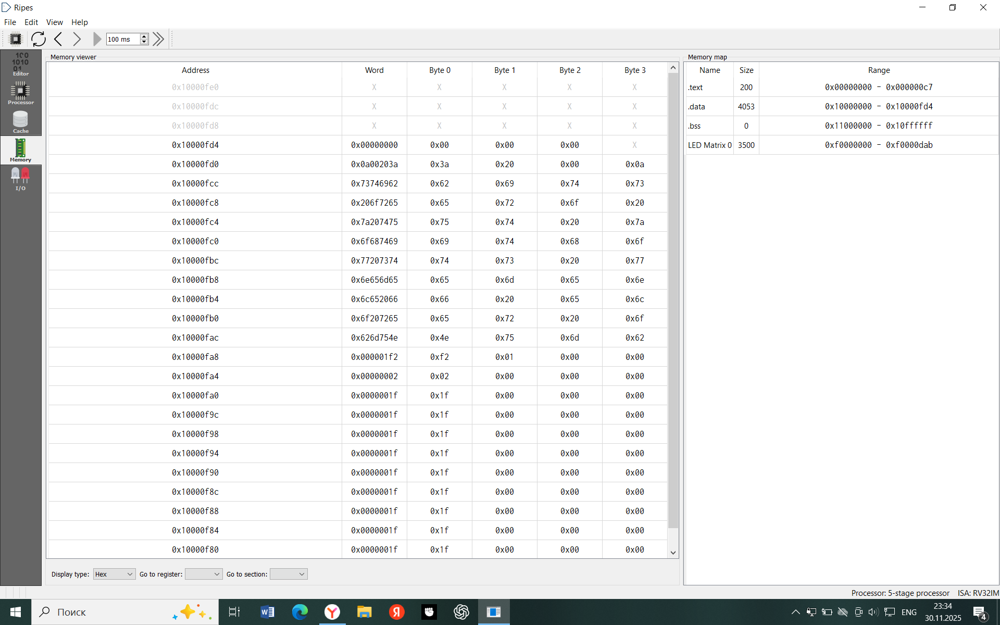 Ripes
File Edit View Help
100 ms
Editor
Processor
Cache
Memory
I/O
Memory viewer
Address Word Byte 0 Byte 1 Byte 2 Byte 3
0x10000fe0 X X X X X
0x10000fdc X X X X X
0x10000fd8 X X X X X
0x10000fd4 0x00000000 0x00 0x00 0x00 X
0x10000fd0 0x0a00203a 0x3a 0x20 0x00 0x0a
0x10000fcc 0x73746962 0x62 0x69 0x74 0x73
0x10000fc8 0x206f7265 0x65 0x72 0x6f 0x20
0x10000fc4 0x7a207475 0x75 0x74 0x20 0x7a
0x10000fc0 0x6f687469 0x69 0x74 0x68 0x6f
0x10000fbc 0x77207374 0x74 0x73 0x20 0x77
0x10000fb8 0x6e656d65 0x65 0x6d 0x65 0x6e
0x10000fb4 0x6c652066 0x66 0x20 0x65 0x6c
0x10000fb0 0x6f207265 0x65 0x72 0x20 0x6f
0x10000fac 0x626d754e 0x4e 0x75 0x6d 0x62
0x10000fa8 0x000001f2 0xf2 0x01 0x00 0x00
0x10000fa4 0x00000002 0x02 0x00 0x00 0x00
0x10000fa0 0x0000001f 0x1f 0x00 0x00 0x00
0x10000f9c 0x0000001f 0x1f 0x00 0x00 0x00
0x10000f98 0x0000001f 0x1f 0x00 0x00 0x00
0x10000f94 0x0000001f 0x1f 0x00 0x00 0x00
0x10000f90 0x0000001f 0x1f 0x00 0x00 0x00
0x10000f8c 0x0000001f 0x1f 0x00 0x00 0x00
0x10000f88 0x0000001f 0x1f 0x00 0x00 0x00
0x10000f84 0x0000001f 0x1f 0x00 0x00 0x00
0x10000f80 0x0000001f 0x1f 0x00 0x00 0x00
Display type: Hex Go to register: Go to section:
Memory map
Name Size Range
.text 200 0x00000000 - 0x000000c7
.data 4053 0x10000000 - 0x10000fd4
.bss 0 0x11000000 - 0x10ffffff
LED Matrix 0 3500 0xf0000000 - 0xf0000dab
Processor: 5-stage processor ISA: RV32IM
Поиск
ENG
23:34
30.11.2025
4